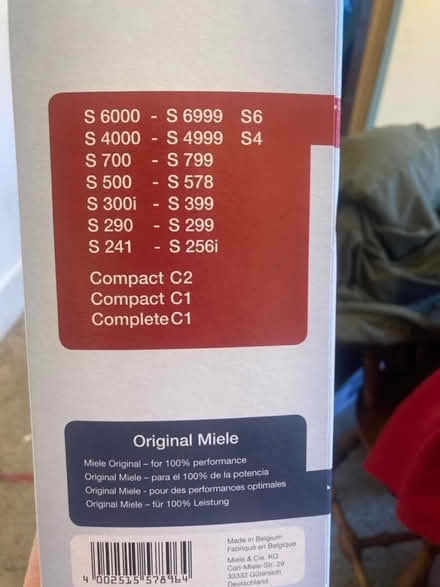 S 6000 - S 6999 S6
S 4000 - S 4999 S4
S 700 - S 799
S 500 - S 578
S 300i - S 399
S 290 - S 299
S 241 - S 256i
Compact C2
Compact C1
Complete C1
Original Miele
Miele Original – for 100% performance
Original Miele – para el 100% de la potencia
Original Miele - pour des performances optimales
Original Miele – für 100% Leistung
Made in Belgium
Fabriqué en Belgique
Miele & Cie. KG
Carl-Miele-Str. 29
33332 Gütersloh
Deutschland
4 002515 578964